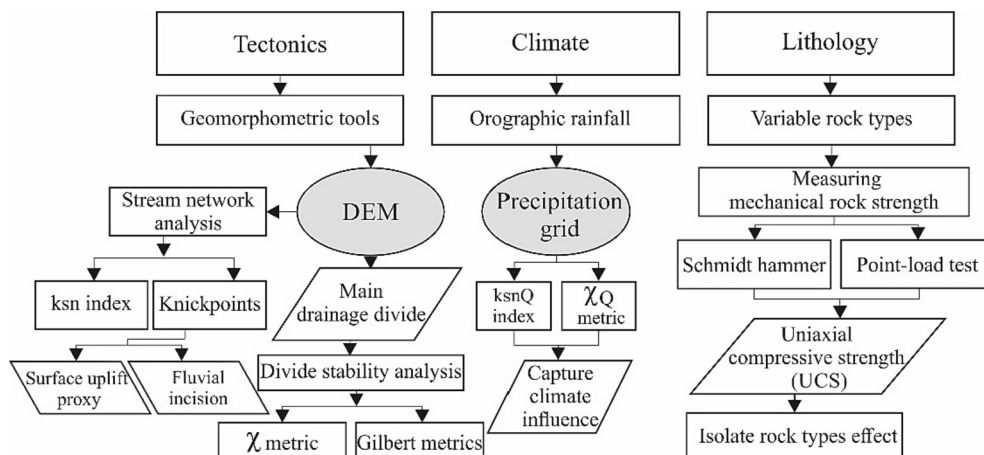 Tectonics
Geomorphometric tools
DEM
Stream network
analysis
ksn index
Knickpoints
Surface uplift
proxy
Fluvial
incision
Main
drainage divide
Divide stability analysis
χ metric
Gilbert metrics
Climate
Orographic rainfall
Precipitation
grid
ksnQ
index
χQ
metric
Capture
climate
influence
Lithology
Variable rock types
Measuring
mechanical rock strength
Schmidt hammer
Point-load test
Uniaxial
compressive strength
(UCS)
Isolate rock types effect